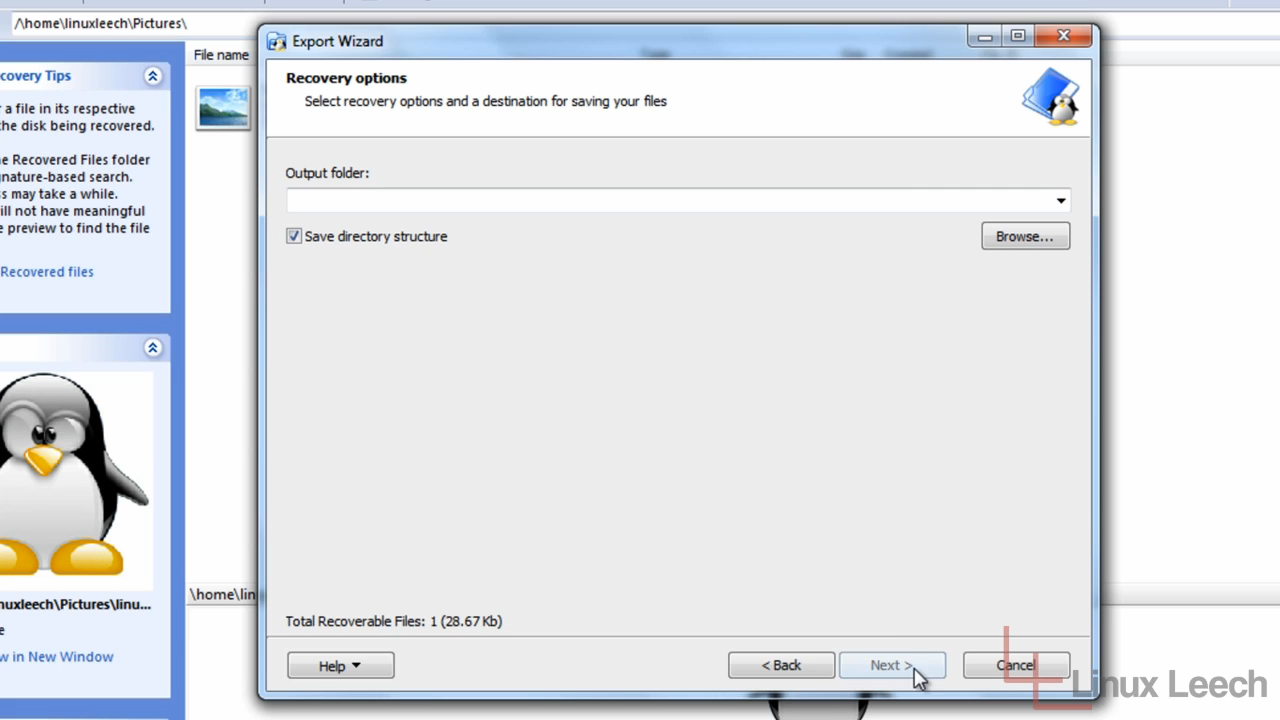 /\home\linuxleech\Pictures\
Export Wizard
File name
Recovery options
covery Tips
Select recovery options and a destination for saving your files
a file in its respective
the disk being recovered.
e Recovered Files folder
nature-based search.
s may take a while.
ill not have meaningful
e preview to find the file
Recovered files
Output folder:
Save directory structure
Browse...
\home\lin
nuxleech\Pictures\linu...
e
w in New Window
Total Recoverable Files: 1 (28.67 Kb)
Help
< Back
Next >
Cancel
Linux Leech